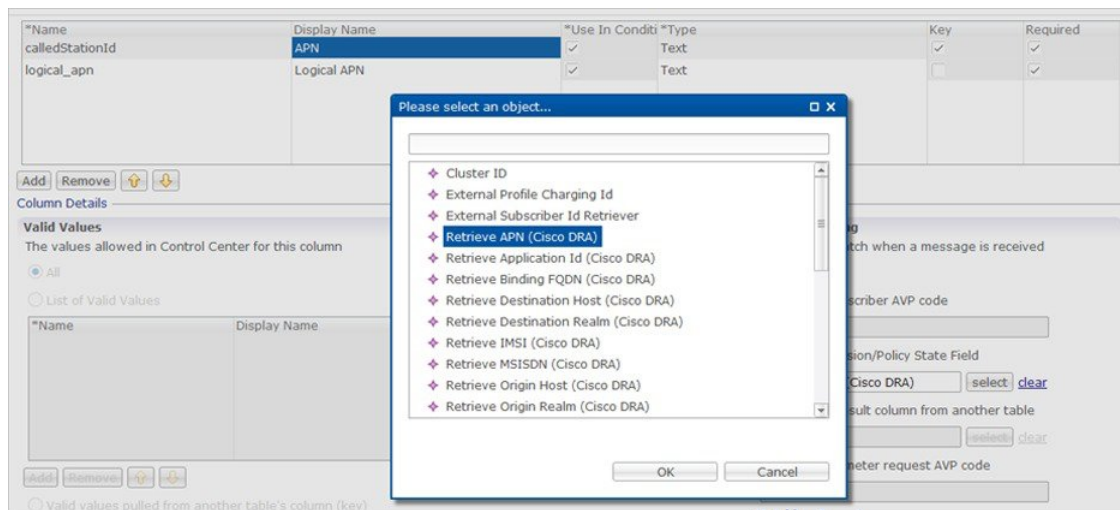 *Name Display Name *Use In Conditi *Type Key Required
calledStationId APN Text
logical_apn Logical APN Text
Please select an object...
Cluster ID
External Profile Charging Id
External Subscriber Id Retriever
Retrieve APN (Cisco DRA)
Retrieve Application Id (Cisco DRA)
Retrieve Binding FQDN (Cisco DRA)
Retrieve Destination Host (Cisco DRA)
Retrieve Destination Realm (Cisco DRA)
Retrieve IMSI (Cisco DRA)
Retrieve MSISDN (Cisco DRA)
Retrieve Origin Host (Cisco DRA)
Retrieve Origin Realm (Cisco DRA)
OK Cancel
Add Remove
Column Details
Valid Values
The values allowed in Control Center for this column
All
List of Valid Values
*Name Display Name
Add Remove
Valid values pulled from another table's column (key)
g
tch when a message is received
scriber AVP code
sion/Policy State Field
(Cisco DRA) select clear
sult column from another table
select clear
meter request AVP code